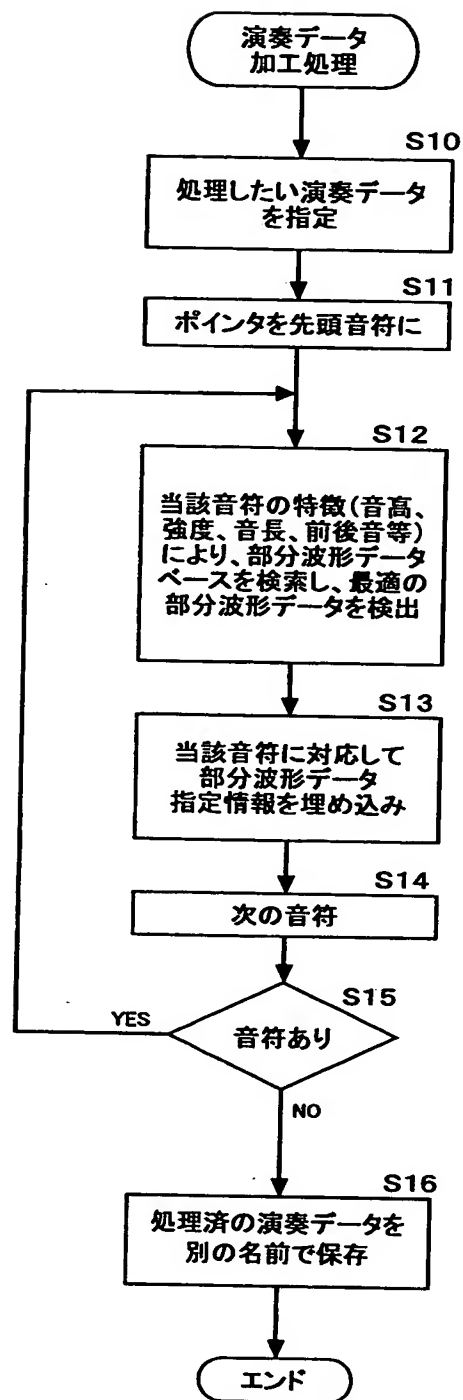 演奏データ
加工処理
S10
処理したい演奏データ
を指定
S11
ポインタを先頭音符に
S12
当該音符の特徴(音高、
強度、音長、前後音等)
により、部分波形データ
ベースを検索し、最適の
部分波形データを検出
S13
当該音符に対応して
部分波形データ
指定情報を埋め込み
S14
次の音符
S15
YES
音符あり
NO
S16
処理済の演奏データを
別の名前で保存
エンド